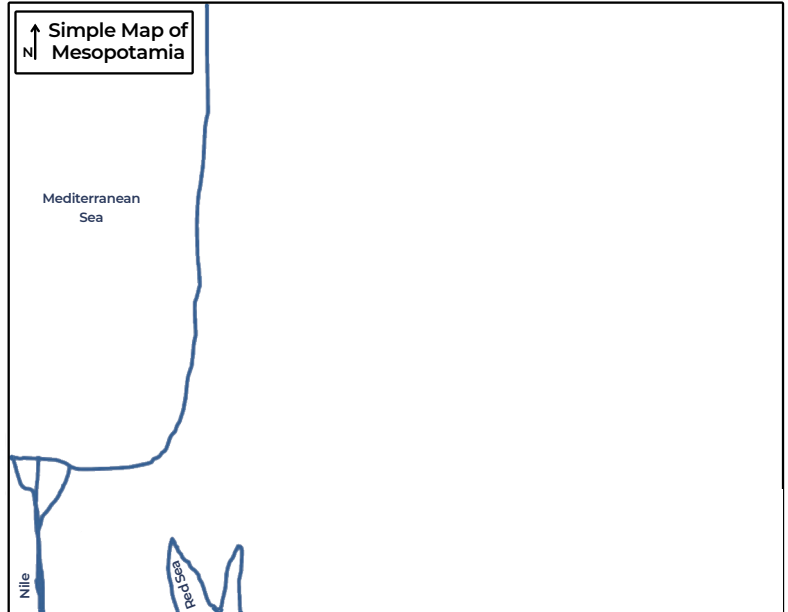 Simple Map of
Mesopotamia
N
Mediterranean
Sea
Red Sea
Nile